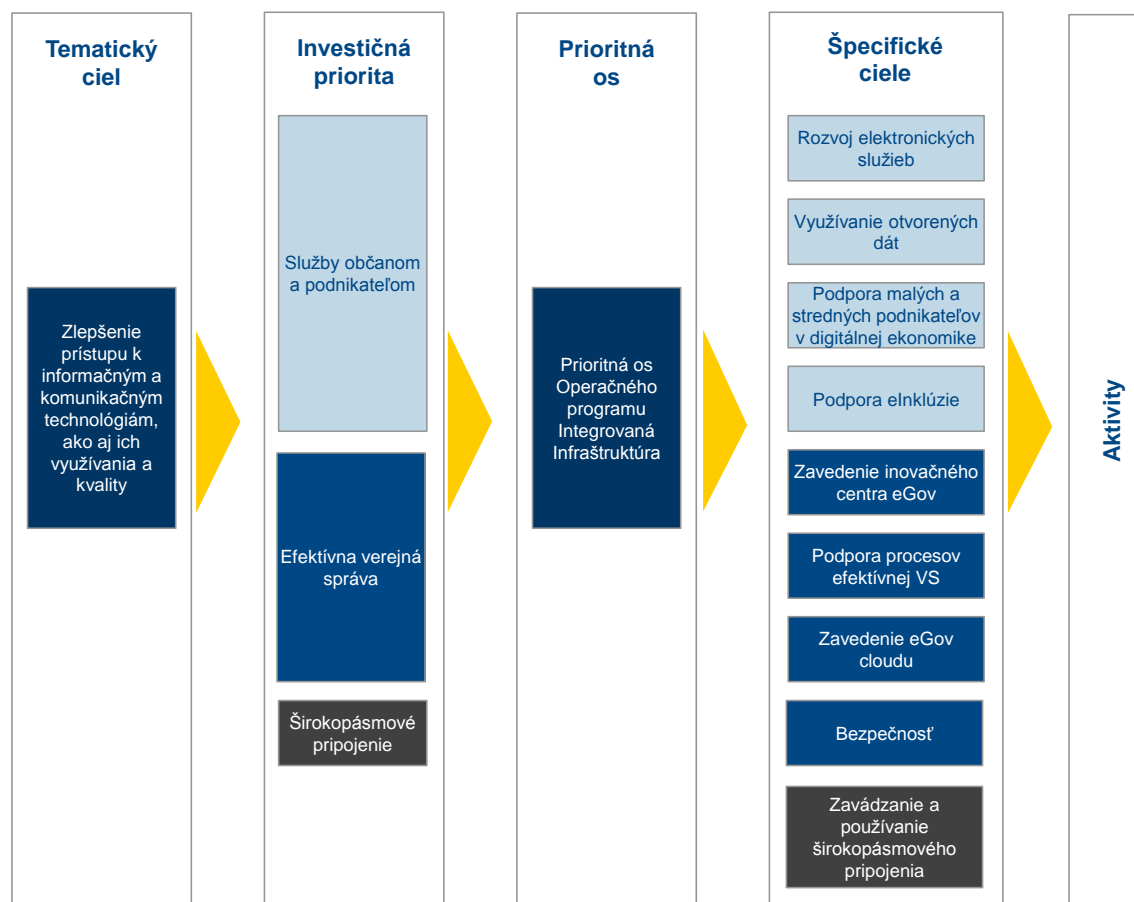 Tematický
ciel
Zlepšenie
prístupu k
informačným a
komunikačným
technológiám,
ako aj ich
využívania a
kvality
Investičná
priorita
Služby občanom
a podnikateľom
Efektívna verejná
správa
Širokopásmové
pripojenie
Prioritná
os
Prioritná os
Operačného
programu
Integrovaná
Infraštruktúra
Špecifické
ciele
Rozvoj elektronických
služieb
Využívanie otvorených
dát
Podpora malých a
stredných podnikateľov
v digitálnej ekonomike
Podpora eInklúzie
Zavedenie inovačného
centra eGov
Podpora procesov
efektívnej VS
Zavedenie eGov
cloudu
Bezpečnosť
Zavádzanie a
používanie
širokopásmového
pripojenia
Aktivity